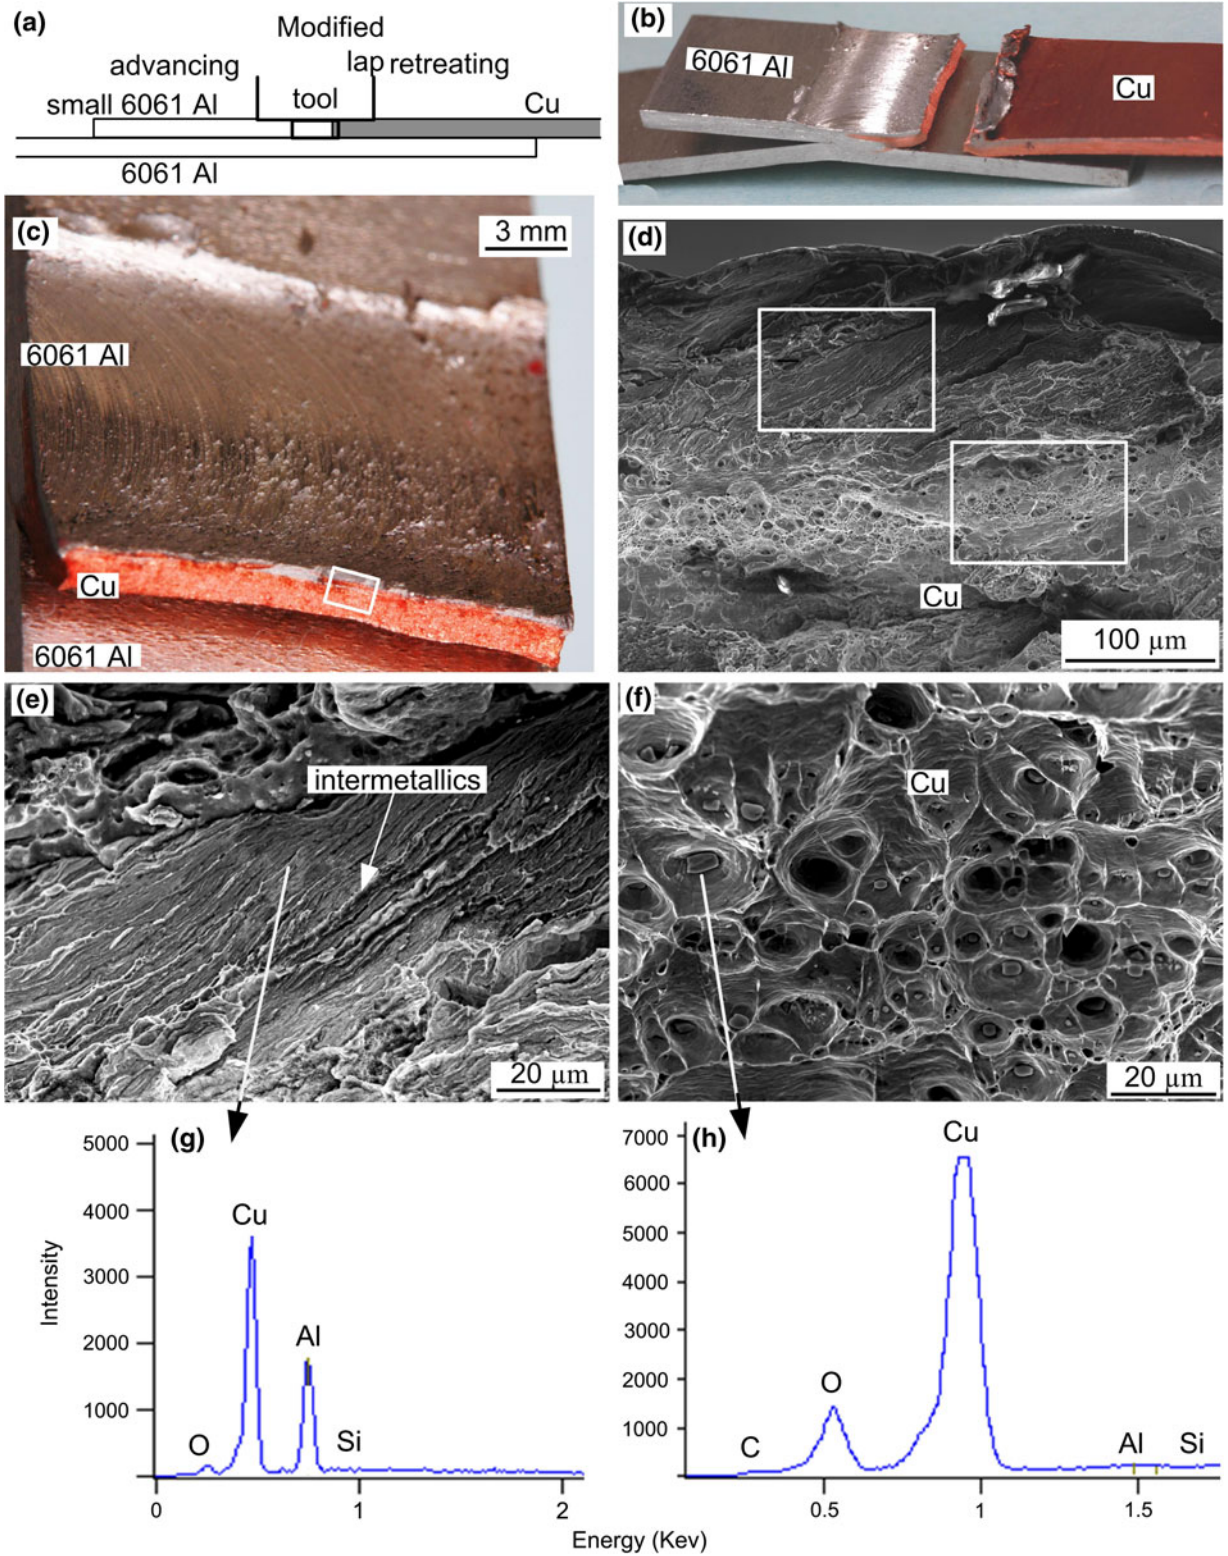 (a)
Modified
advancing
lap retreating
small 6061 Al
tool
Cu
6061 Al
(b)
6061 Al
Cu
(c)
3 mm
6061 Al
Cu
6061 Al
(d)
Cu
100 µm
(e)
intermetallics
20 µm
(f)
Cu
20 µm
(g)
5000
4000
3000
2000
1000
Intensity
Cu
Al
O
Si
0
1
2
(h)
7000
6000
5000
4000
3000
2000
1000
Cu
O
C
Al
Si
0.5
1
1.5
Energy (Kev)